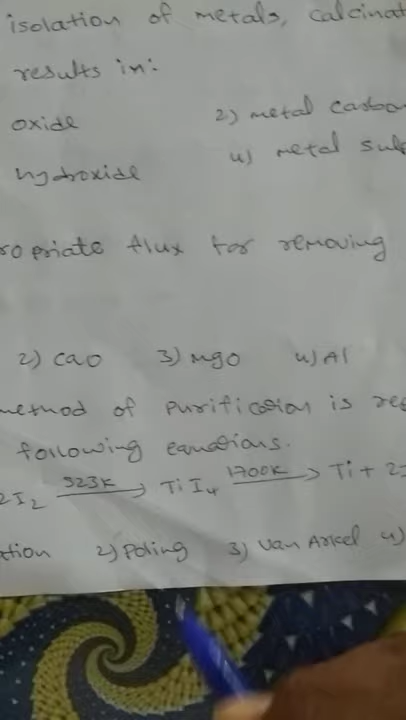 isolation of metals, calcinat
results in:
oxide 2) metal carbo
hydroxide 4) metal sul
ropriate flux for removing
2) CaO 3) MgO 4) Al
method of purification is re
following equations.
2I₂ 523K → TiI₄ 1700K → Ti + 2
ation 2) Poling 3) Van Arkel 4)